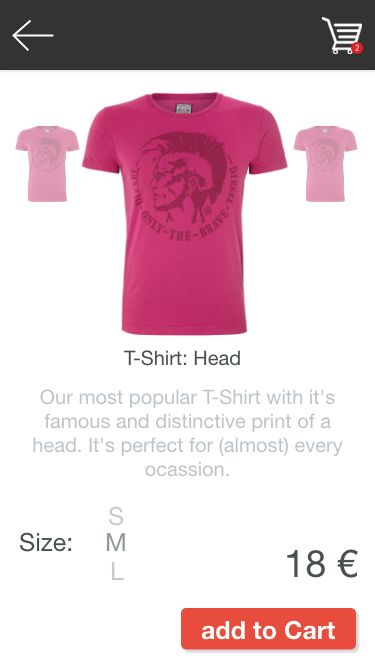 2
DIESEL • ONLY • THE • BRAVE • DIESEL
T-Shirt: Head
Our most popular T-Shirt with it's
famous and distinctive print of a
head. It's perfect for (almost) every
ocassion.
S
Size: M
L
18 €
add to Cart